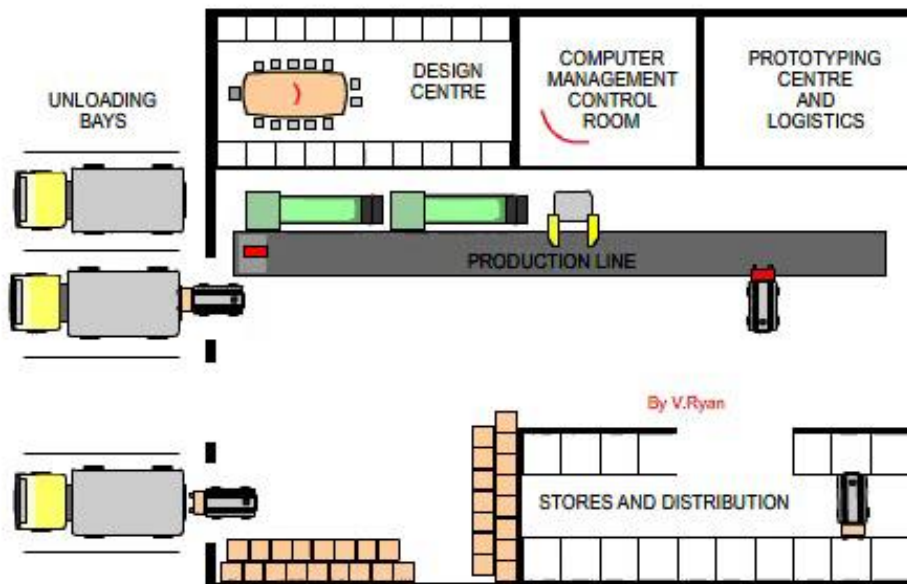 UNLOADING
BAYS
DESIGN
CENTRE
COMPUTER
MANAGEMENT
CONTROL
ROOM
PROTOTYPING
CENTRE
AND
LOGISTICS
PRODUCTION LINE
By V.Ryan
STORES AND DISTRIBUTION